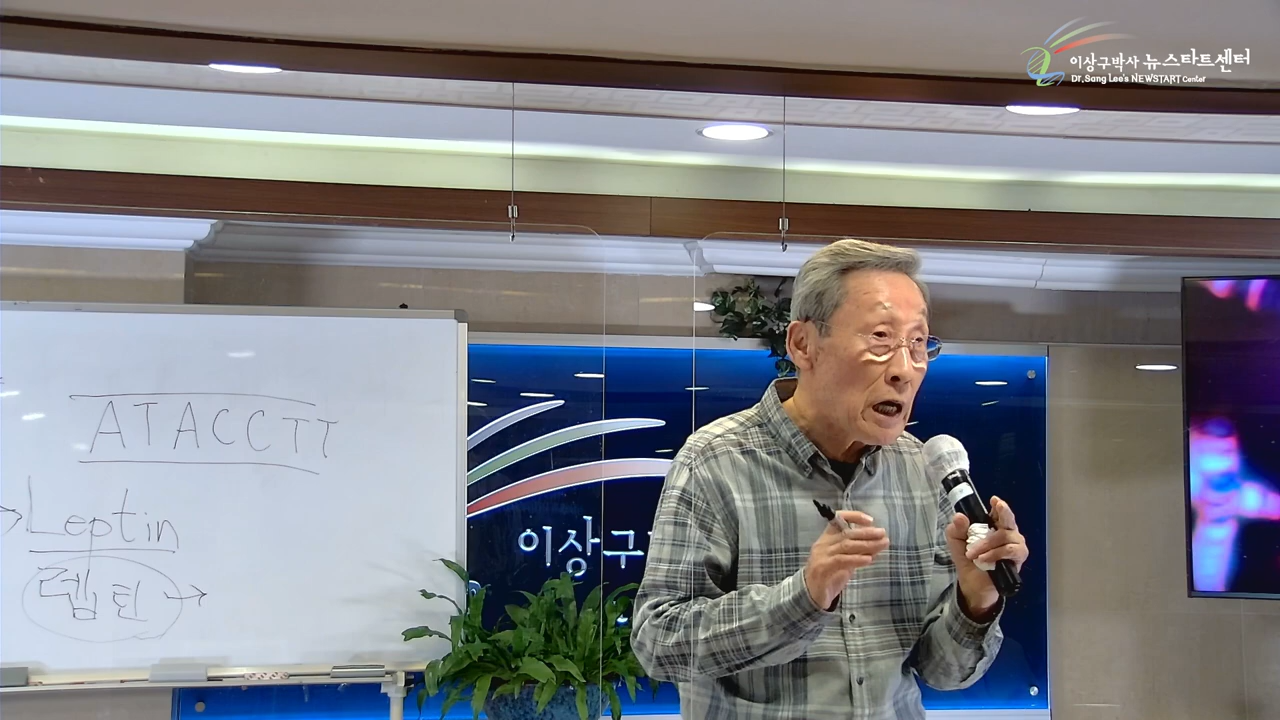 이상구박사 뉴스타트센터
Dr. Sang Lee's NEWSTART Center
ATACCTT
→ Leptin
렙틴 →
이상구